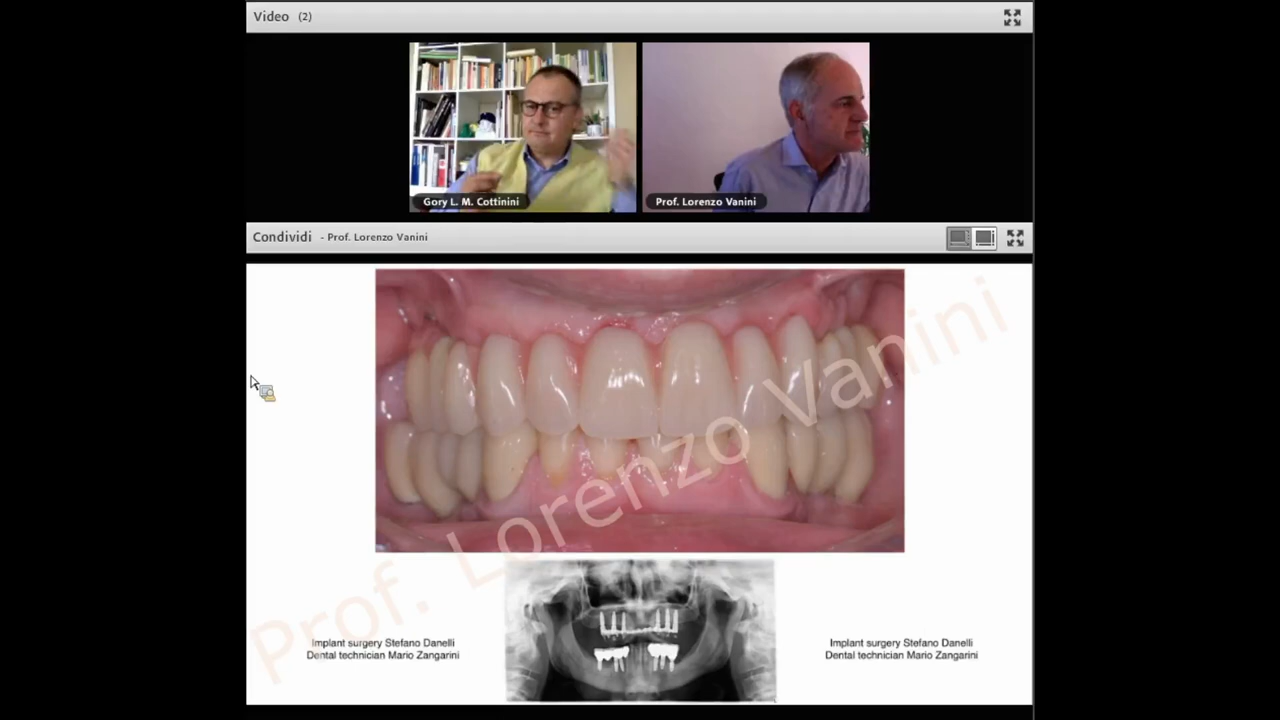 Video (2)
Gory L. M. Cottinini
Prof. Lorenzo Vanini
Condividi - Prof. Lorenzo Vanini
Prof. Lorenzo Vanini
Implant surgery Stefano Danelli
Dental technician Mario Zangarini
Implant surgery Stefano Danelli
Dental technician Mario Zangarini